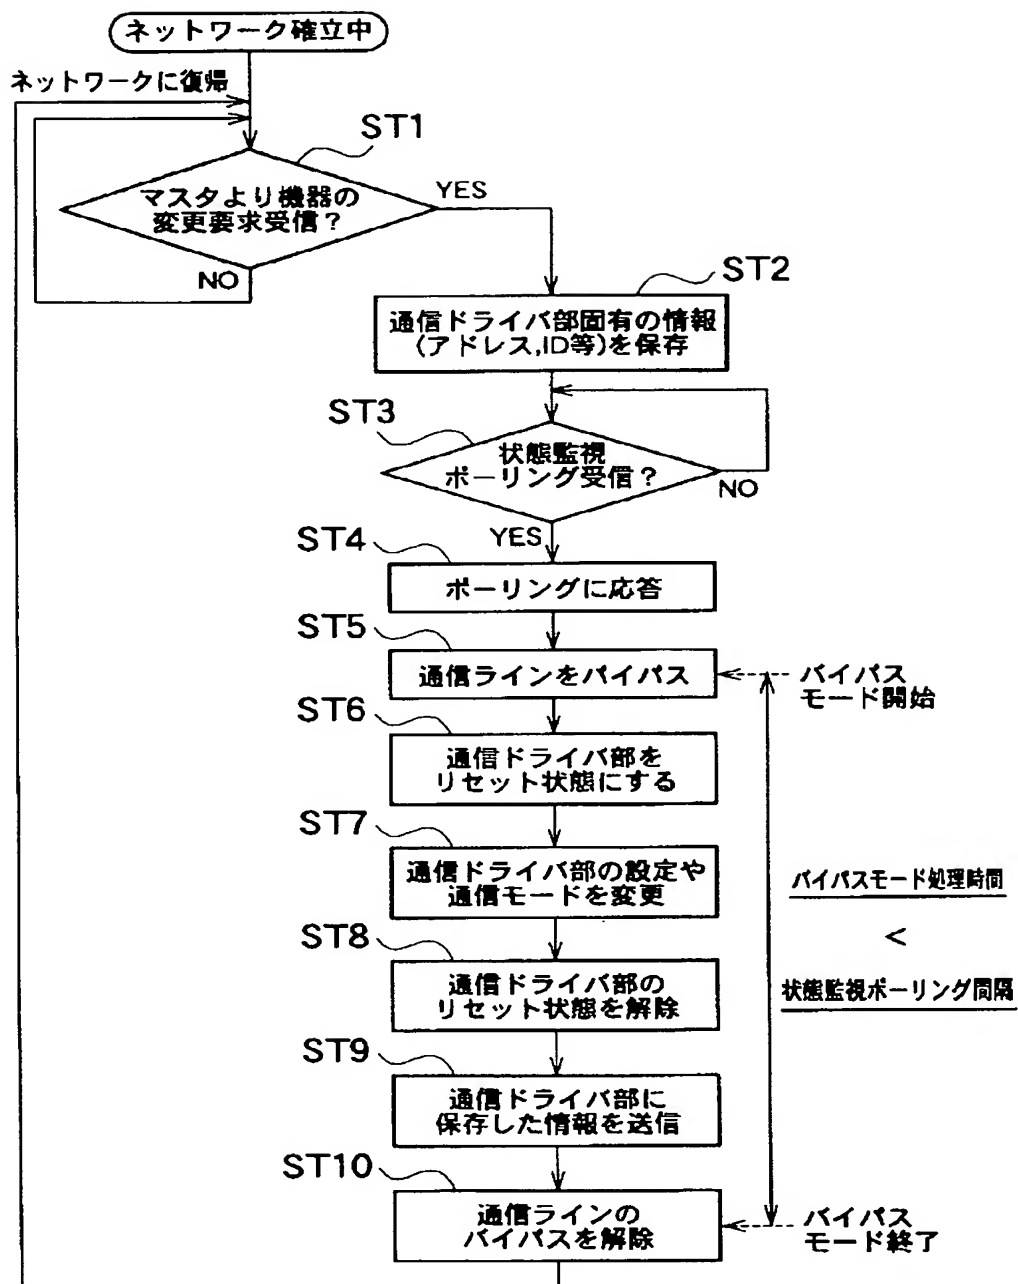 ネットワーク確立中
ネットワークに復帰
ST1
マスタより機器の
変更要求受信？
YES
NO
ST2
通信ドライバ部固有の情報
(アドレス,ID等)を保存
ST3
状態監視
ポーリング受信？
NO
YES
ST4
ポーリングに応答
ST5
通信ラインをバイパス
バイパス
モード開始
ST6
通信ドライバ部を
リセット状態にする
ST7
通信ドライバ部の設定や
通信モードを変更
バイパスモード処理時間
<
状態監視ポーリング間隔
ST8
通信ドライバ部の
リセット状態を解除
ST9
通信ドライバ部に
保存した情報を送信
ST10
通信ラインの
バイパスを解除
バイパス
モード終了